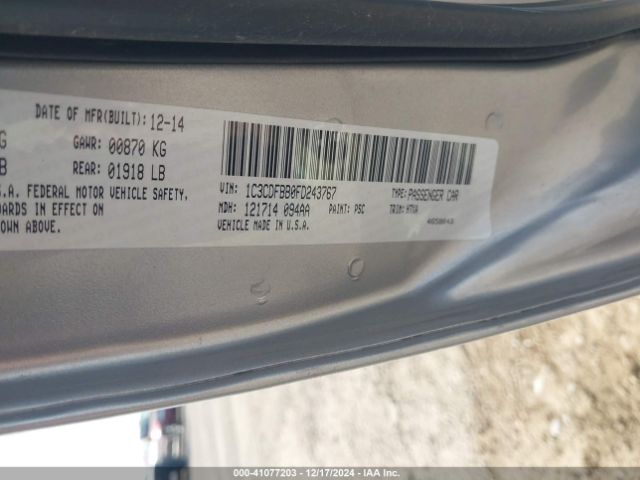 DATE OF MFR(BUILT): 12-14
G GAWR: 00870 KG
B REAR: 01918 LB
.A. FEDERAL MOTOR VEHICLE SAFETY,
DARDS IN EFFECT ON
OWN ABOVE.
VIN: 1C3CDFBB0FD243767 TYPE: PASSENGER CAR
MDH: 121714 094AA PAINT: PSC TRIM:
VEHICLE MADE IN U.S.A.
000-41077203 - 12/17/2024 - IAA Inc.